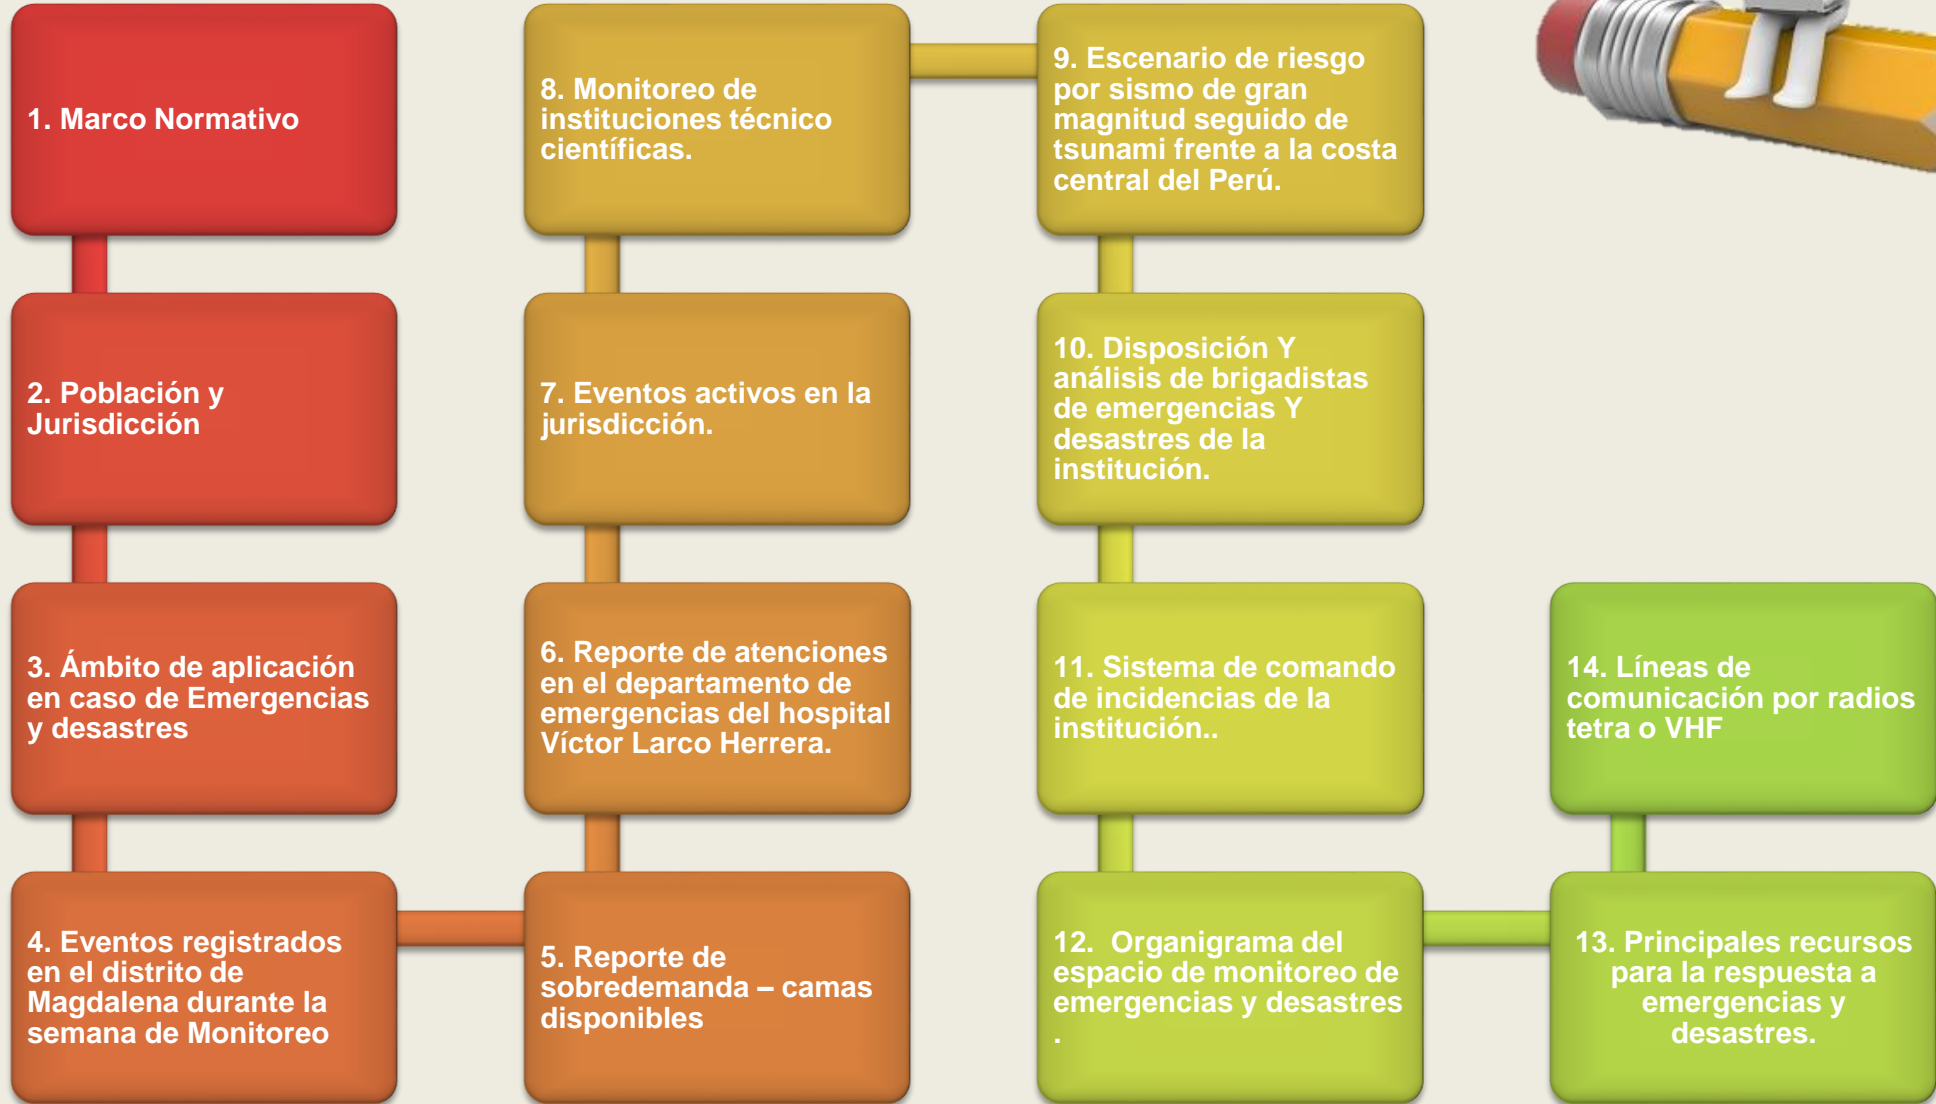 1. Marco Normativo
2. Población y
Jurisdicción
3. Ámbito de aplicación
en caso de Emergencias
y desastres
4. Eventos registrados
en el distrito de
Magdalena durante la
semana de Monitoreo
5. Reporte de
sobredemanda – camas
disponibles
6. Reporte de atenciones
en el departamento de
emergencias del hospital
Víctor Larco Herrera.
7. Eventos activos en la
jurisdicción.
8. Monitoreo de
instituciones técnico
científicas.
9. Escenario de riesgo
por sismo de gran
magnitud seguido de
tsunami frente a la costa
central del Perú.
10. Disposición Y
análisis de brigadistas
de emergencias Y
desastres de la
institución.
11. Sistema de comando
de incidencias de la
institución..
12.  Organigrama del
espacio de monitoreo de
emergencias y desastres
.
13. Principales recursos
para la respuesta a
emergencias y
desastres.
14. Líneas de
comunicación por radios
tetra o VHF